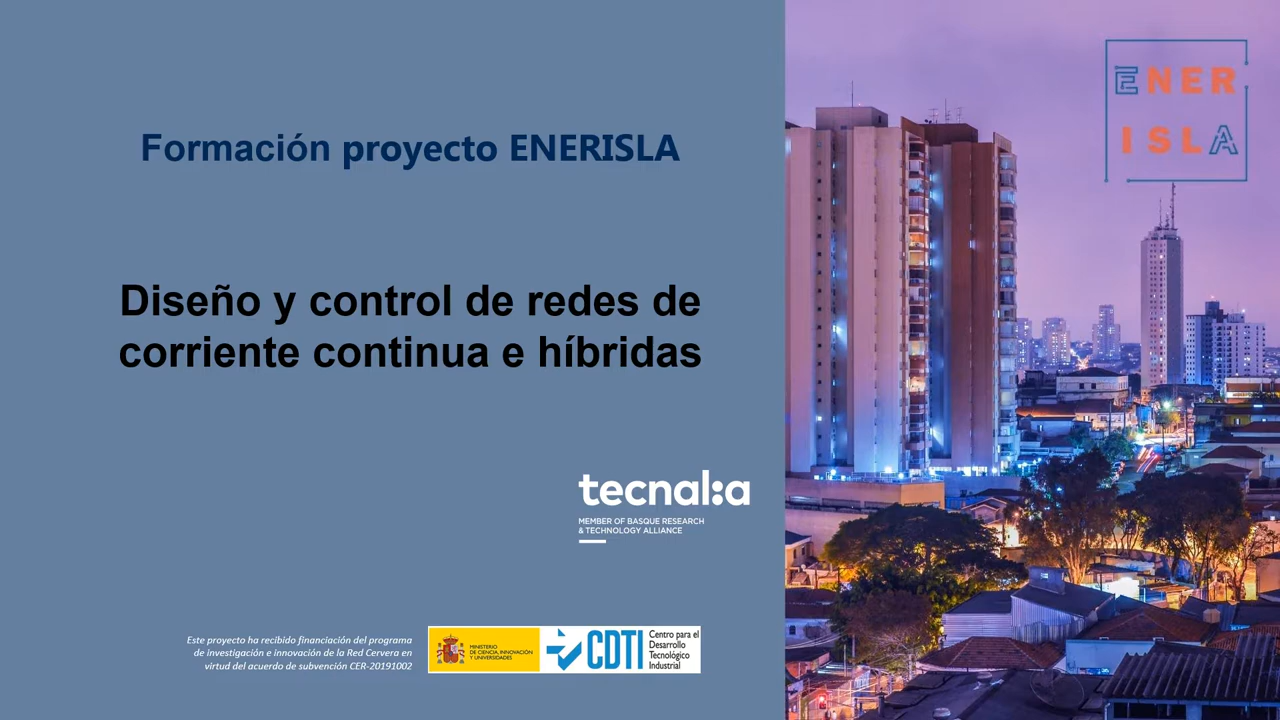 Formación proyecto ENERISLA
Diseño y control de redes de
corriente continua e híbridas
tecnal:a
MEMBER OF BASQUE RESEARCH
& TECHNOLOGY ALLIANCE
Este proyecto ha recibido financiación del programa
de investigación e innovación de la Red Cervera en
virtud del acuerdo de subvención CER-20191002
MINISTERIO
DE CIENCIA, INNOVACIÓN
Y UNIVERSIDADES
CDTI
Centro para el
Desarrollo
Tecnológico
Industrial
ENER
ISLA